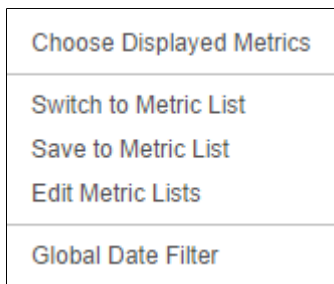 Choose Displayed Metrics
Switch to Metric List
Save to Metric List
Edit Metric Lists
Global Date Filter